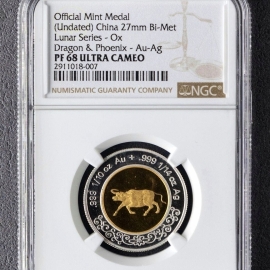 Official Mint Medal
(Undated) China 27mm Bi-Met
Lunar Series - Ox
Dragon & Phoenix - Au-Ag
PF 68 ULTRA CAMEO
2911018-007
NGC
NUMISMATIC GUARANTY COMPANY
.999 1/10 oz Au + .999 1/14 oz Ag